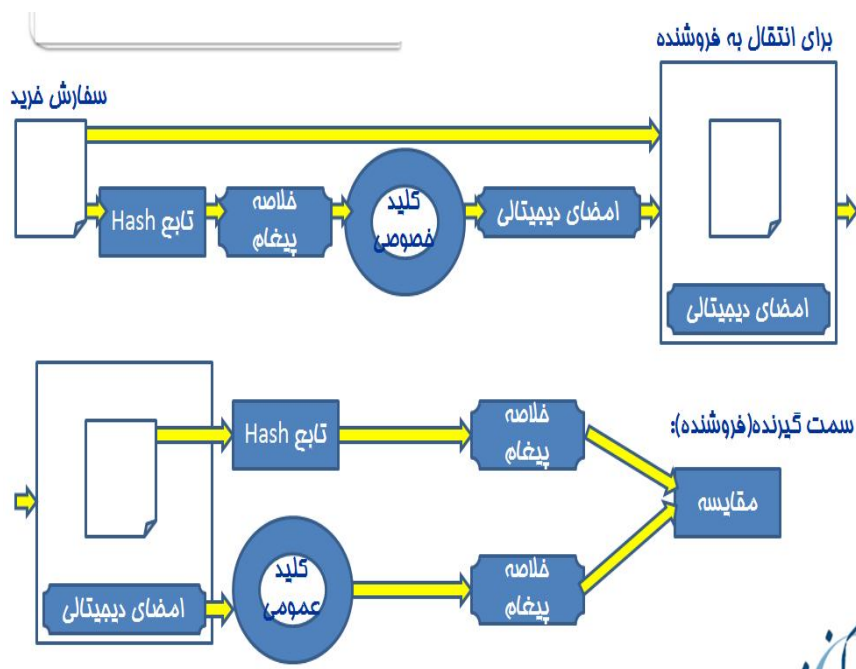 برای انتقال به فروشنده
سفارش خرید
تابع Hash
خلاصه
پیغام
کلید
خصوصی
امضای دیجیتالی
امضای دیجیتالی
سمت گیرنده(فروشنده):
تابع Hash
خلاصه
پیغام
مقایسه
امضای دیجیتالی
کلید
عمومی
خلاصه
پیغام